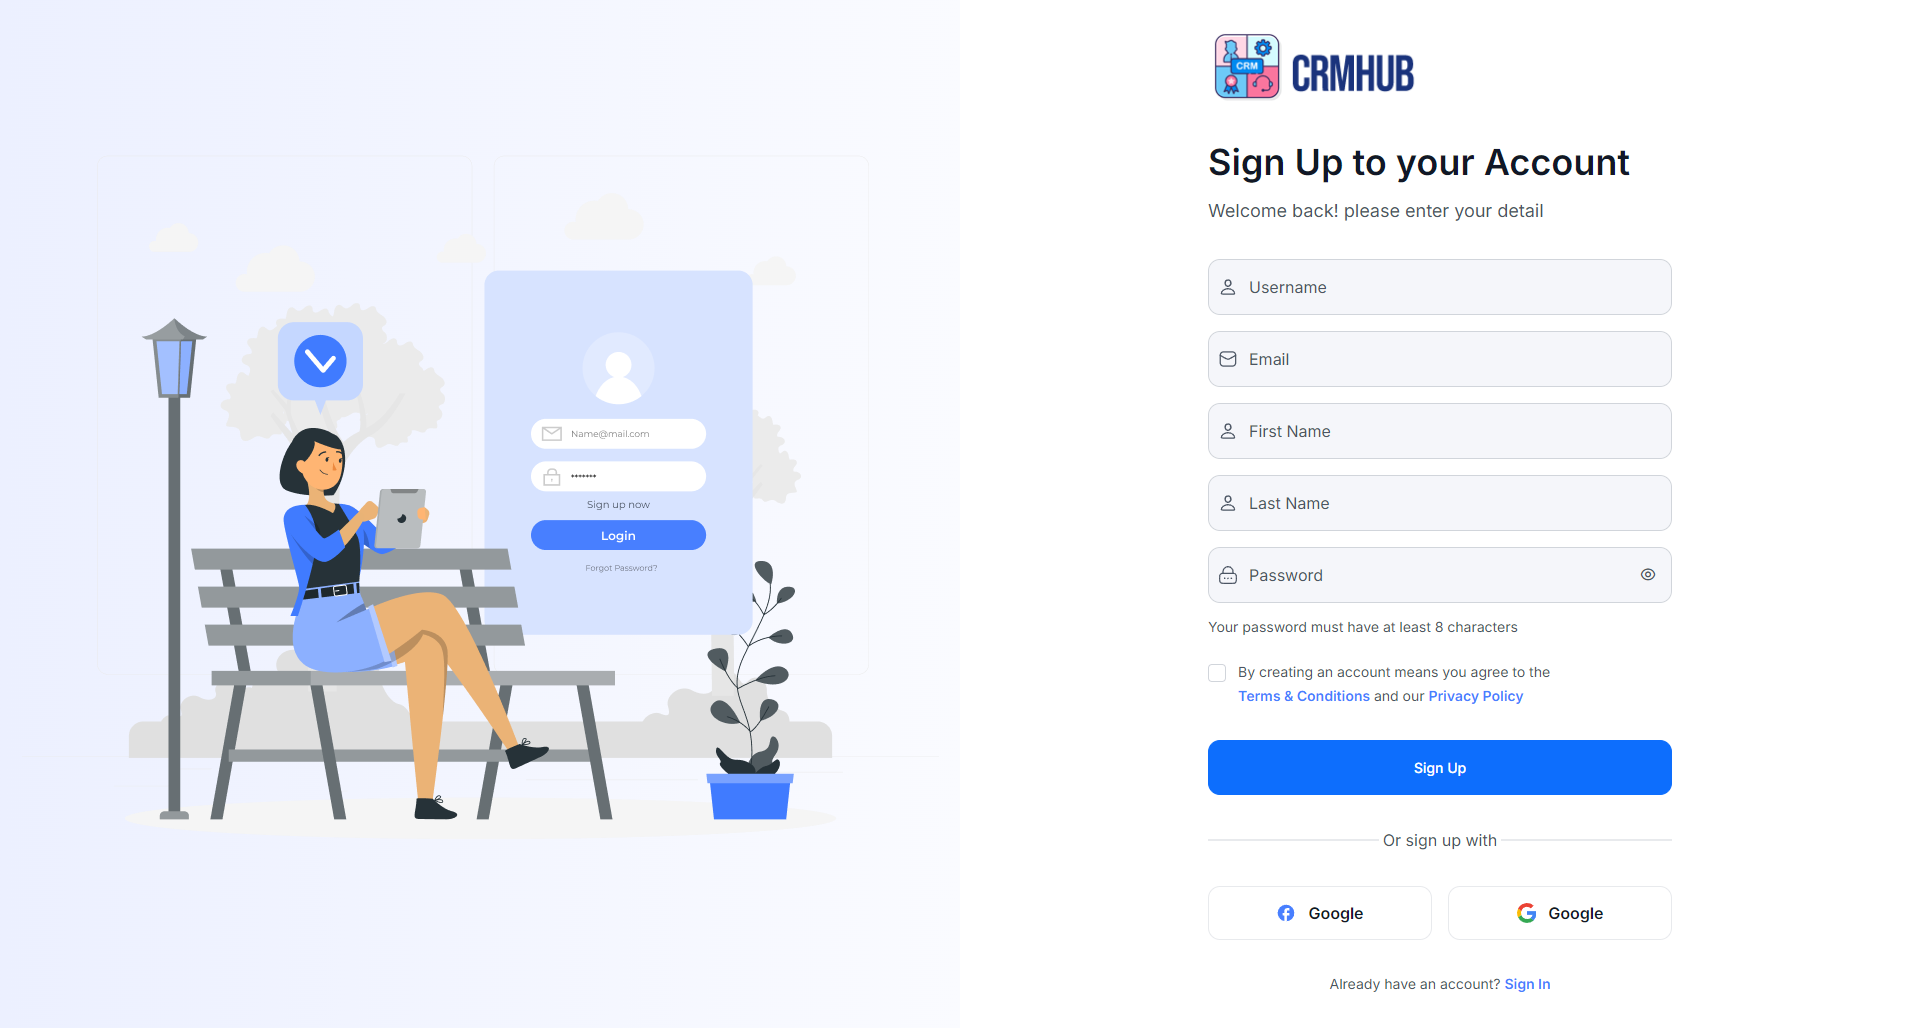 Name@mail.com
*******
Sign up now
Login
Forgot Password?
CRM
CRMHUB
Sign Up to your Account
Welcome back! please enter your detail
Username
Email
First Name
Last Name
Password
Your password must have at least 8 characters
By creating an account means you agree to the
Terms & Conditions and our Privacy Policy
Sign Up
Or sign up with
Google
Google
Already have an account? Sign In